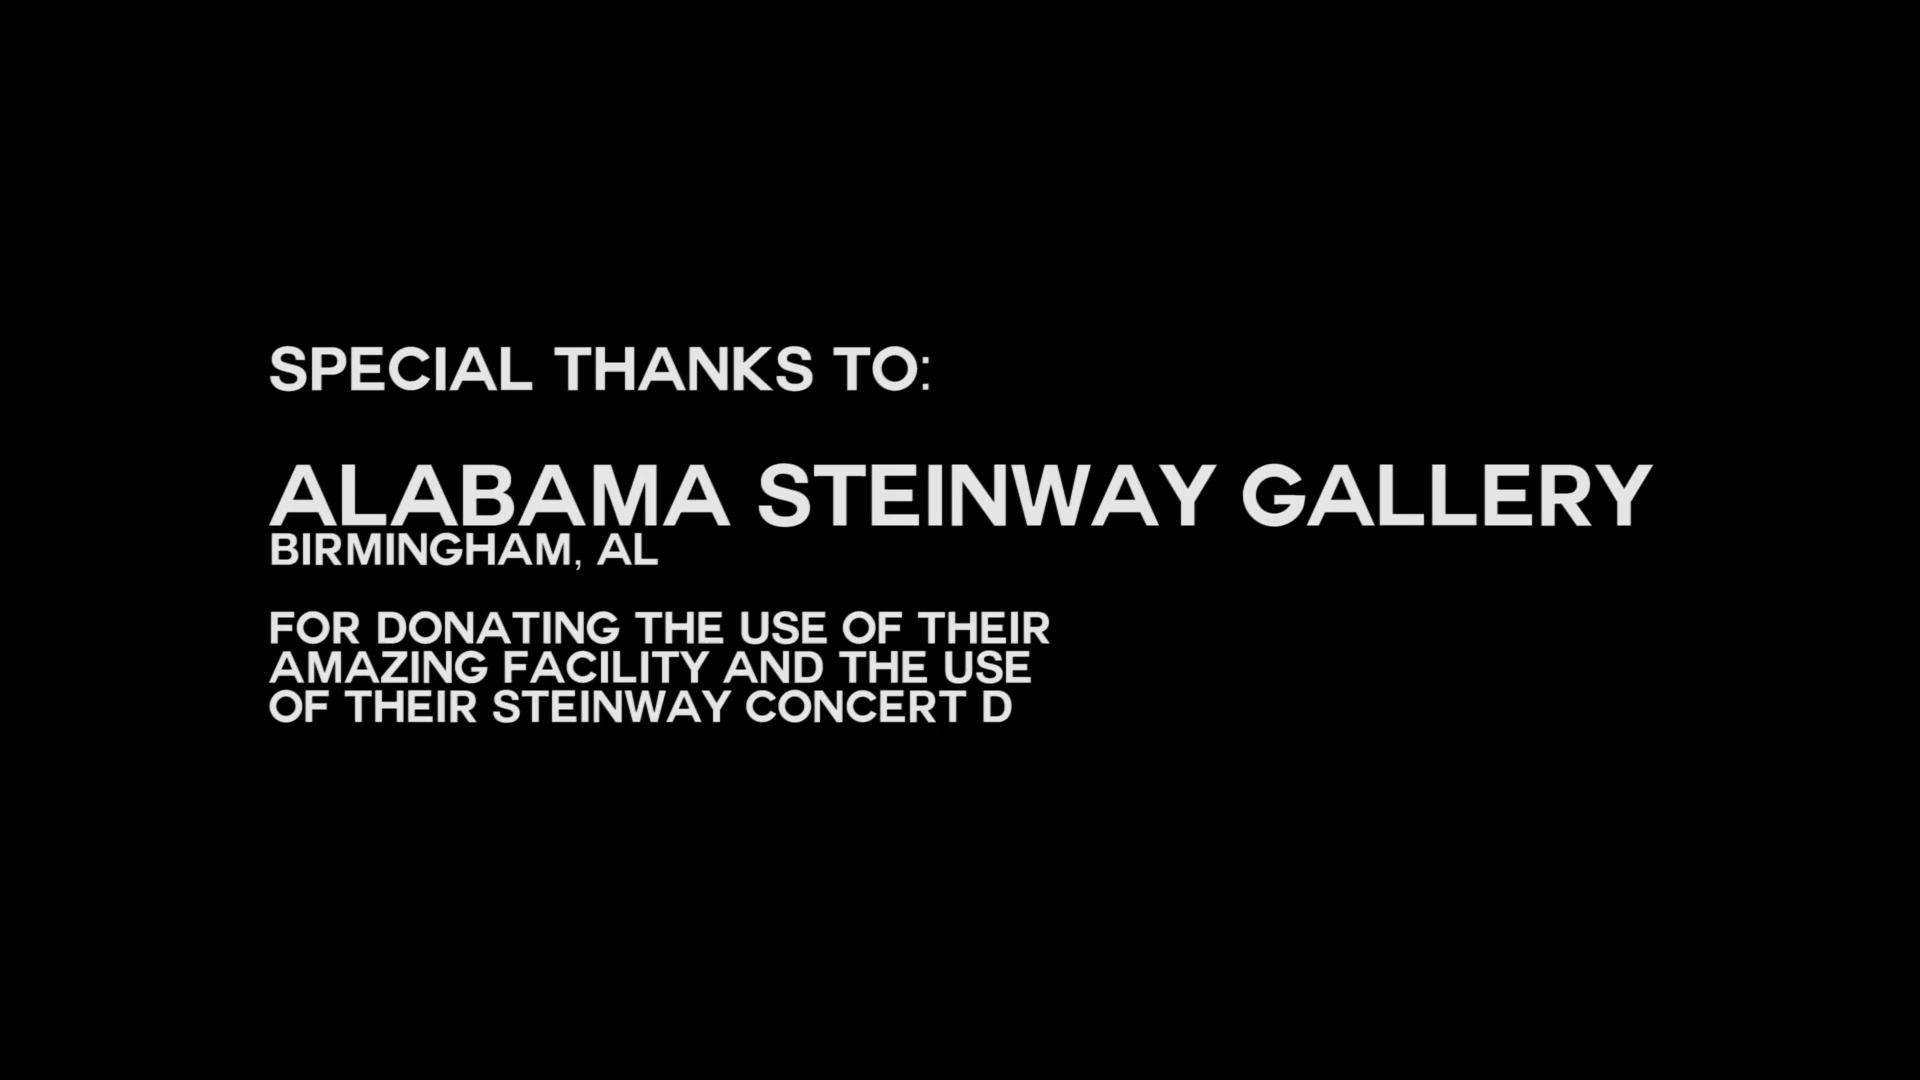 SPECIAL THANKS TO:
ALABAMA STEINWAY GALLERY
BIRMINGHAM, AL
FOR DONATING THE USE OF THEIR
AMAZING FACILITY AND THE USE
OF THEIR STEINWAY CONCERT D